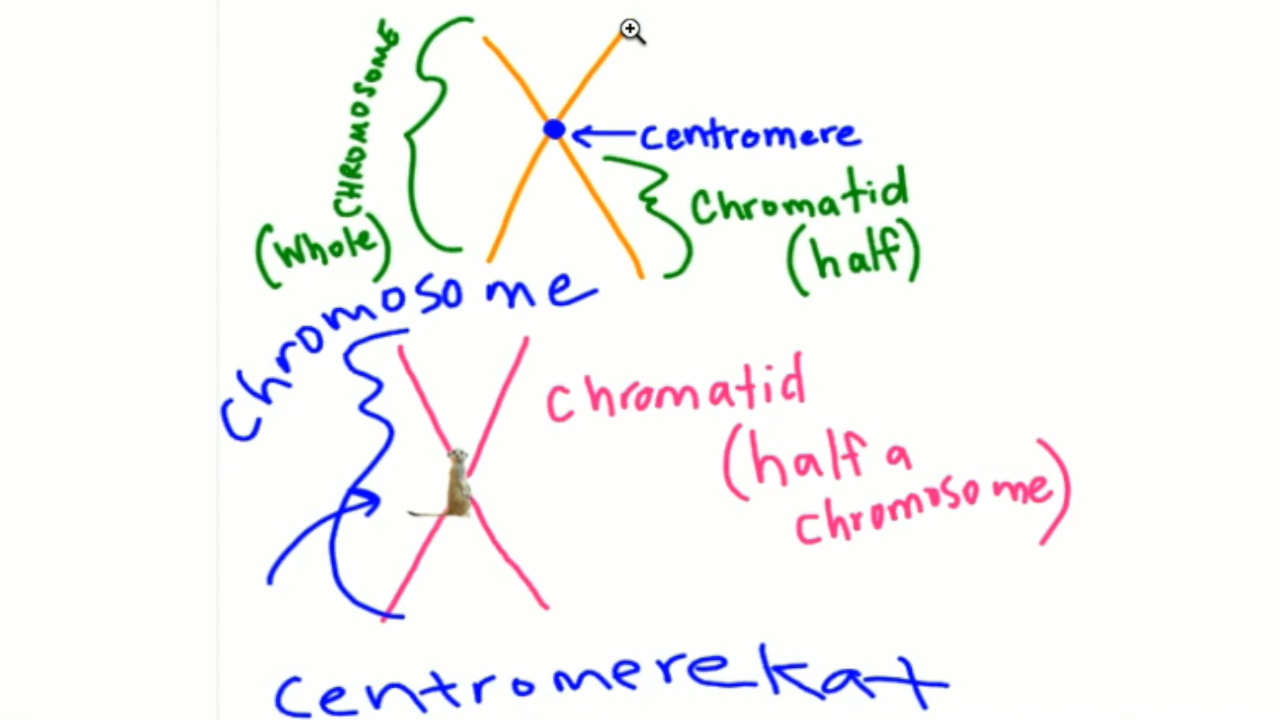 CHROMOSOME
(Whole)
centromere
Chromatid
(half)
Chromosome
Chromatid
(half a
chromosome)
centromerekat